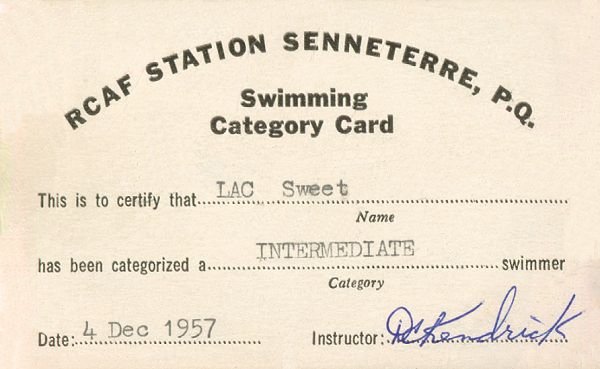 RCAF STATION SENNETERRE, P.Q.
Swimming
Category Card
This is to certify that LAC Sweet
Name
has been categorized a INTERMEDIATE swimmer
Category
Date: 4 Dec 1957 Instructor: DKendrick